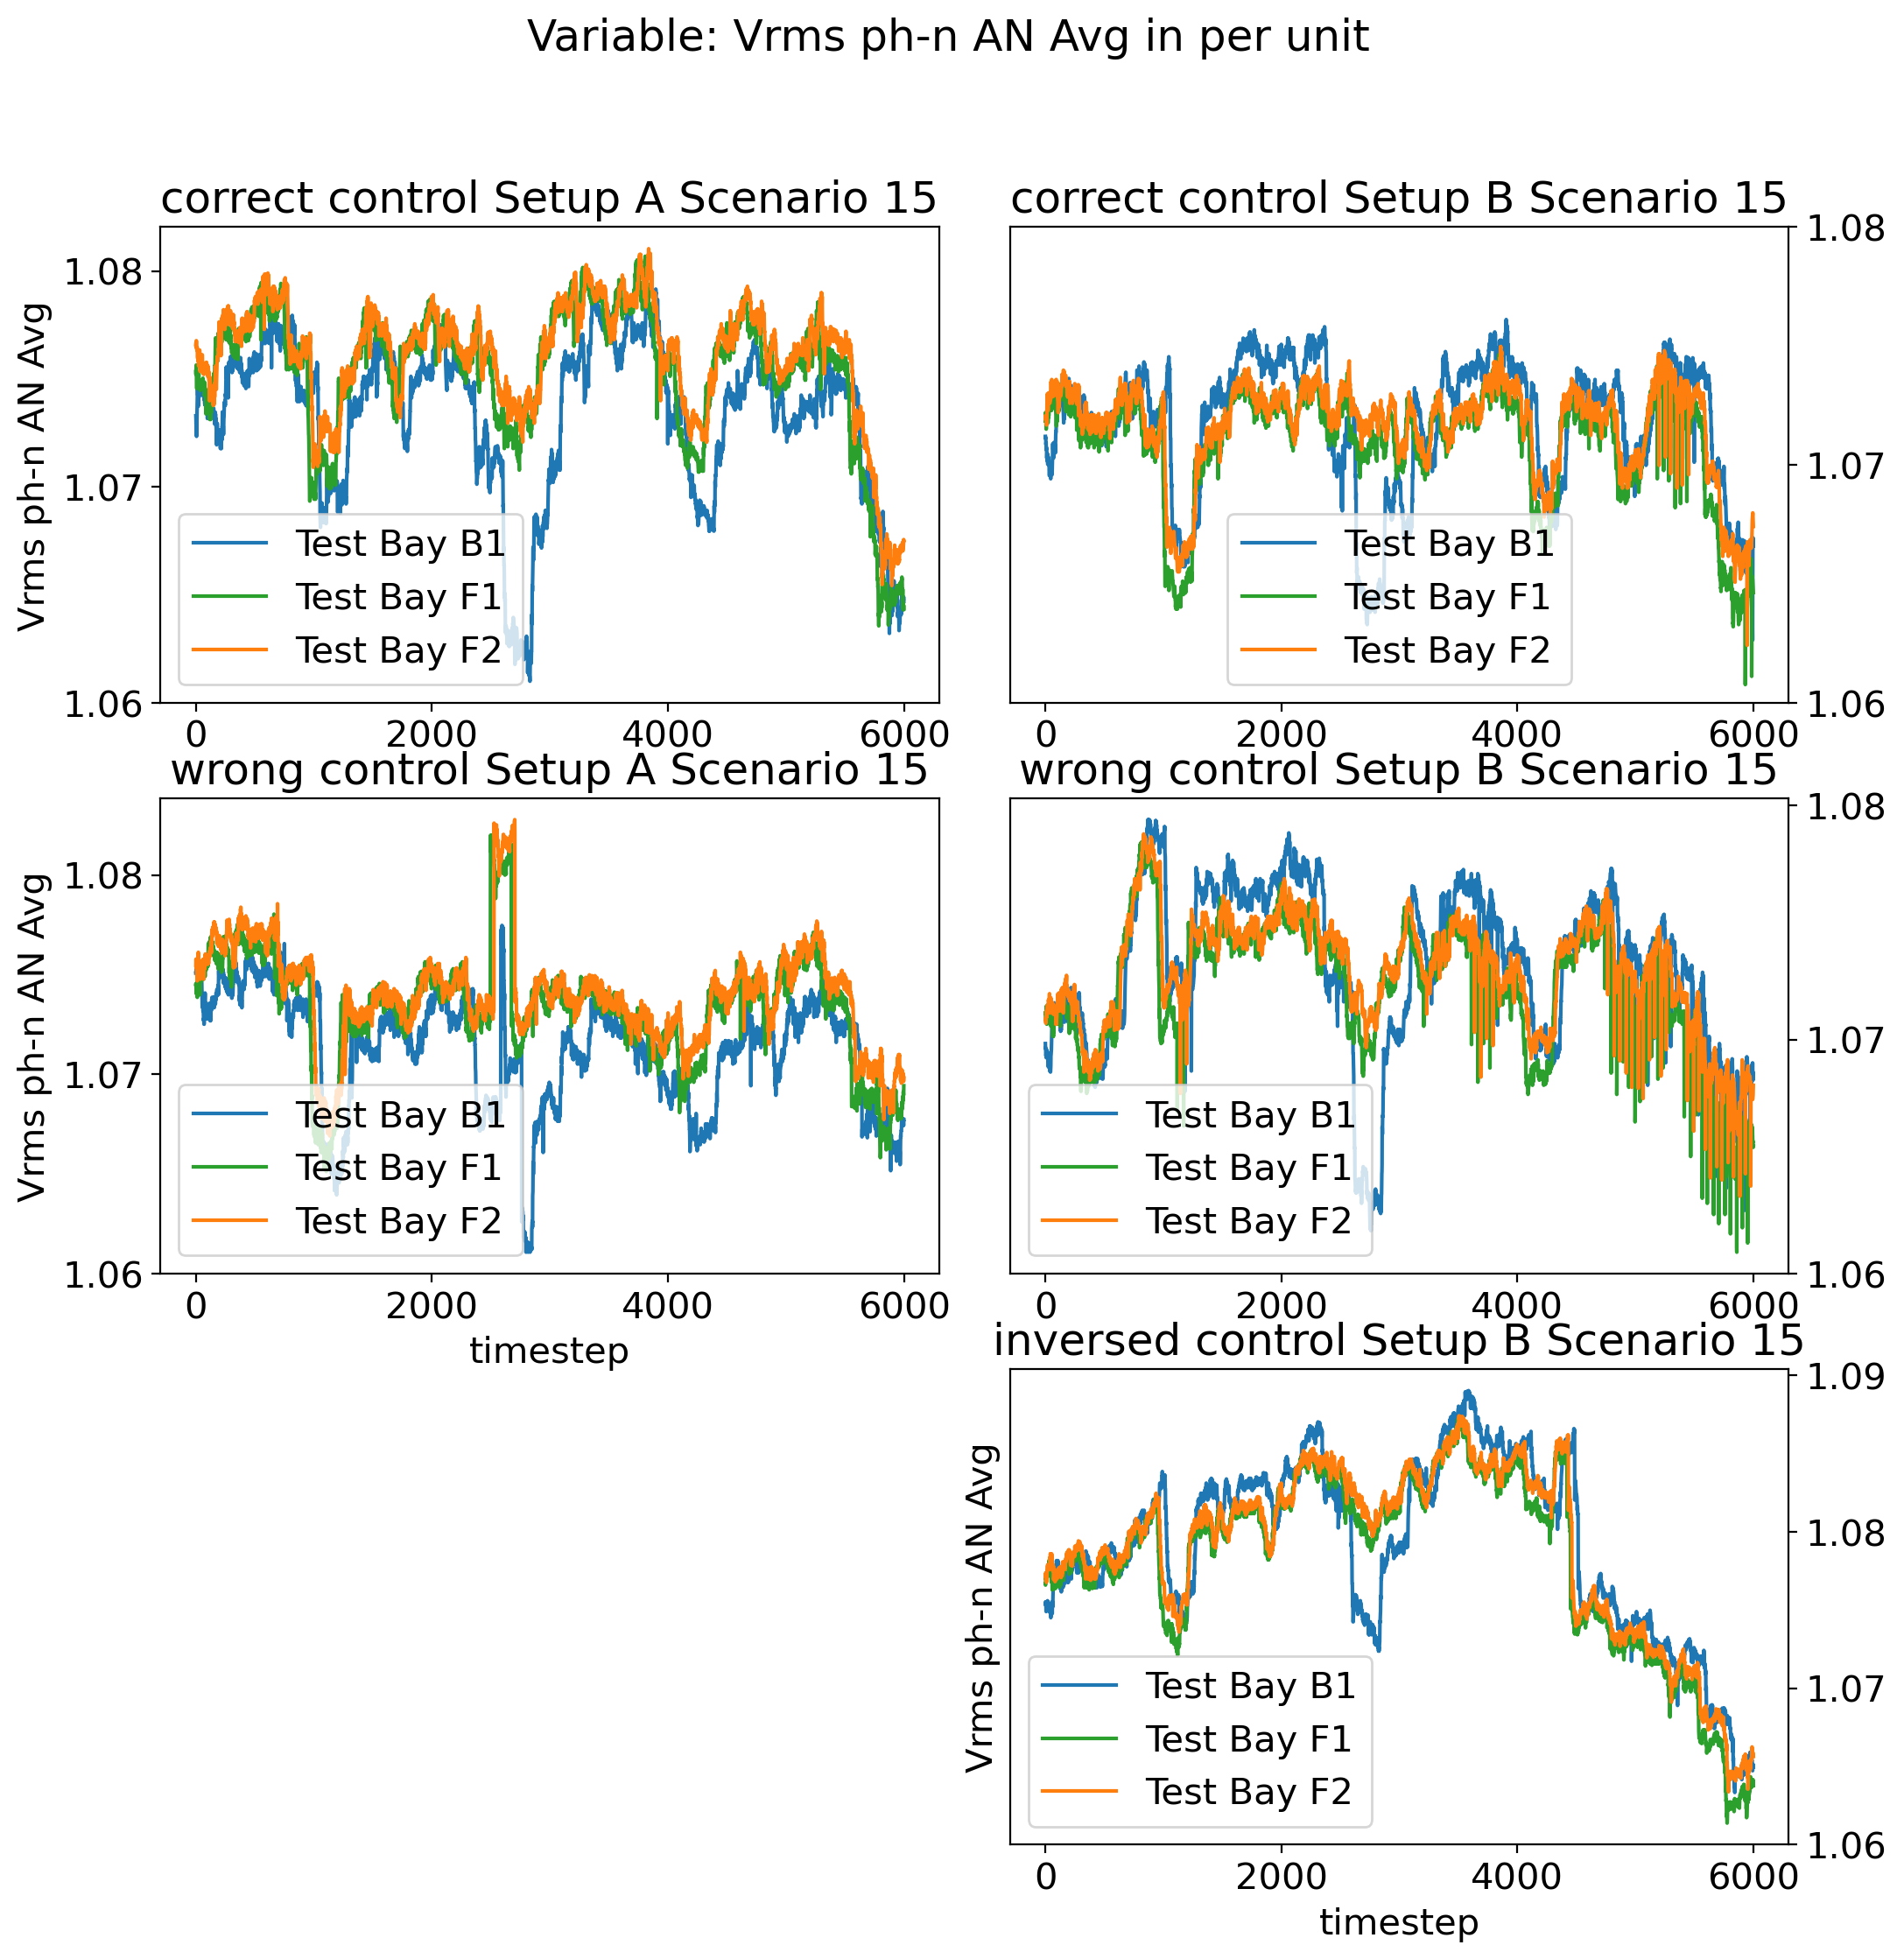 Variable: Vrms ph-n AN Avg in per unit
correct control Setup A Scenario 15
Vrms ph-n AN Avg
1.08
1.07
1.06
Test Bay B1
Test Bay F1
Test Bay F2
0 2000 4000 6000
correct control Setup B Scenario 15
1.08
1.07
1.06
Test Bay B1
Test Bay F1
Test Bay F2
0 2000 4000 6000
wrong control Setup A Scenario 15
Vrms ph-n AN Avg
1.08
1.07
1.06
Test Bay B1
Test Bay F1
Test Bay F2
0 2000 4000 6000
timestep
wrong control Setup B Scenario 15
1.08
1.07
1.06
Test Bay B1
Test Bay F1
Test Bay F2
0 2000 4000 6000
inversed control Setup B Scenario 15
Vrms ph-n AN Avg
1.09
1.08
1.07
1.06
Test Bay B1
Test Bay F1
Test Bay F2
0 2000 4000 6000
timestep